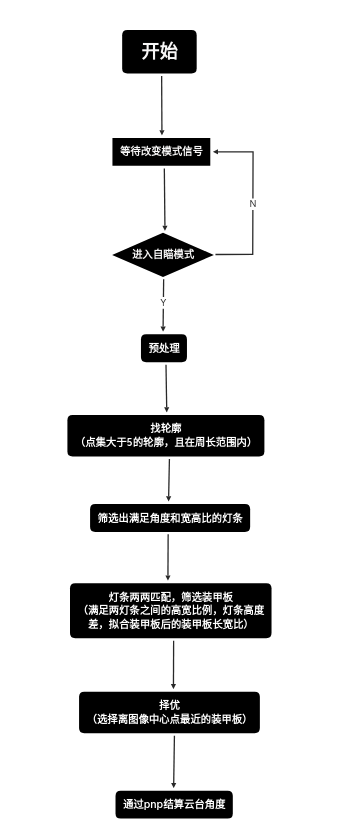 开始
等待改变模式信号
N
进入自瞄模式
Y
预处理
找轮廓
（点集大于5的轮廓，且在周长范围内）
筛选出满足角度和宽高比的灯条
灯条两两匹配，筛选装甲板
（满足两灯条之间的高宽比例，灯条高度
差，拟合装甲板后的装甲板长宽比）
择优
（选择离图像中心点最近的装甲板）
通过pnp结算云台角度